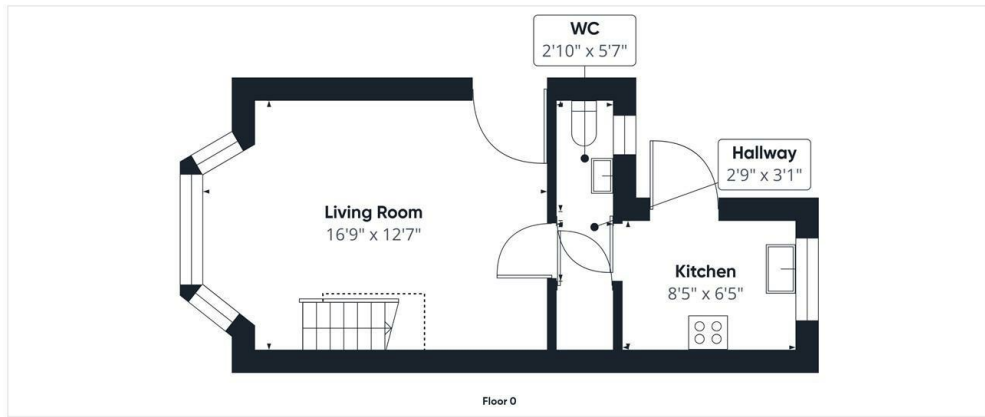 WC
2'10" x 5'7"
Hallway
2'9" x 3'1"
Living Room
16'9" x 12'7"
Kitchen
8'5" x 6'5"
Floor 0